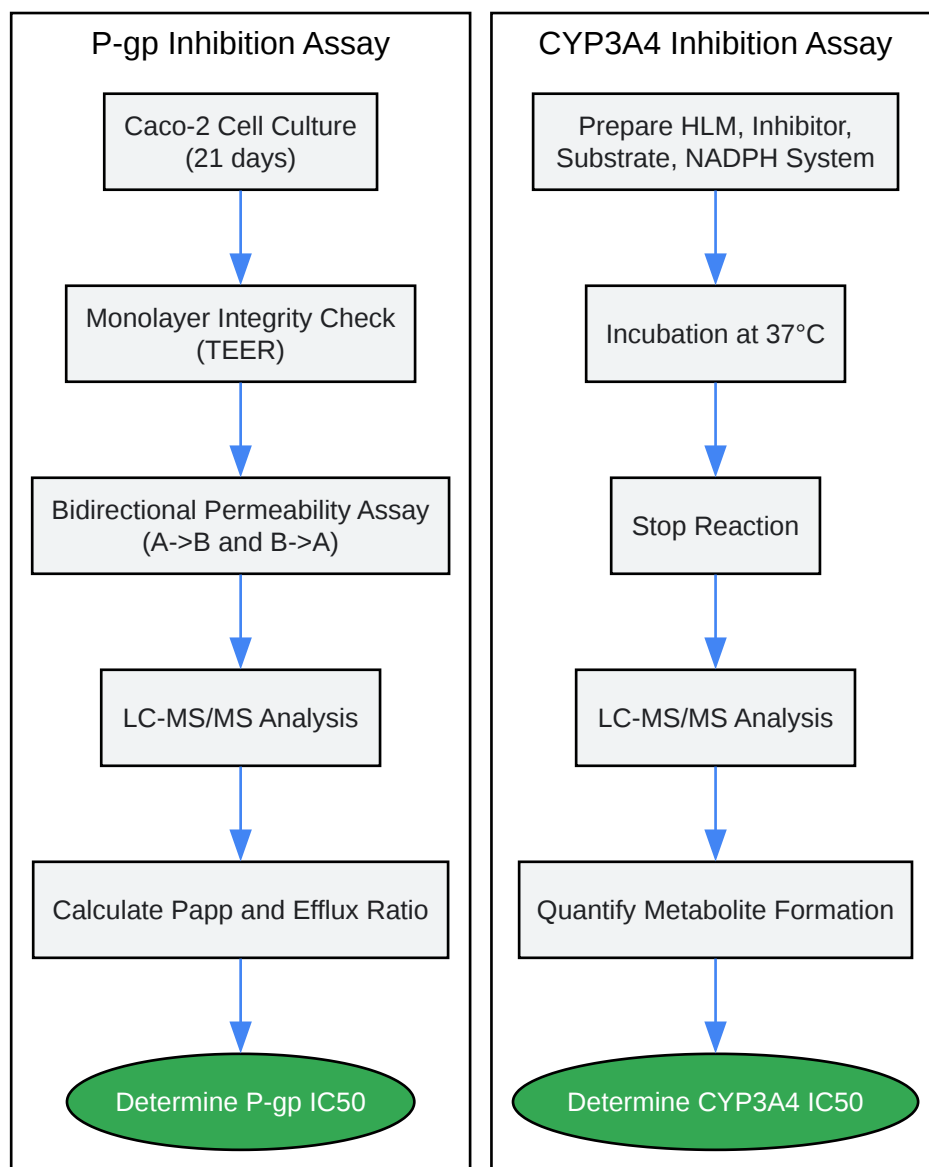 P-gp Inhibition Assay
Caco-2 Cell Culture
(21 days)
Monolayer Integrity Check
(TEER)
Bidirectional Permeability Assay
(A->B and B->A)
LC-MS/MS Analysis
Calculate Papp and Efflux Ratio
Determine P-gp IC50
CYP3A4 Inhibition Assay
Prepare HLM, Inhibitor,
Substrate, NADPH System
Incubation at 37°C
Stop Reaction
LC-MS/MS Analysis
Quantify Metabolite Formation
Determine CYP3A4 IC50